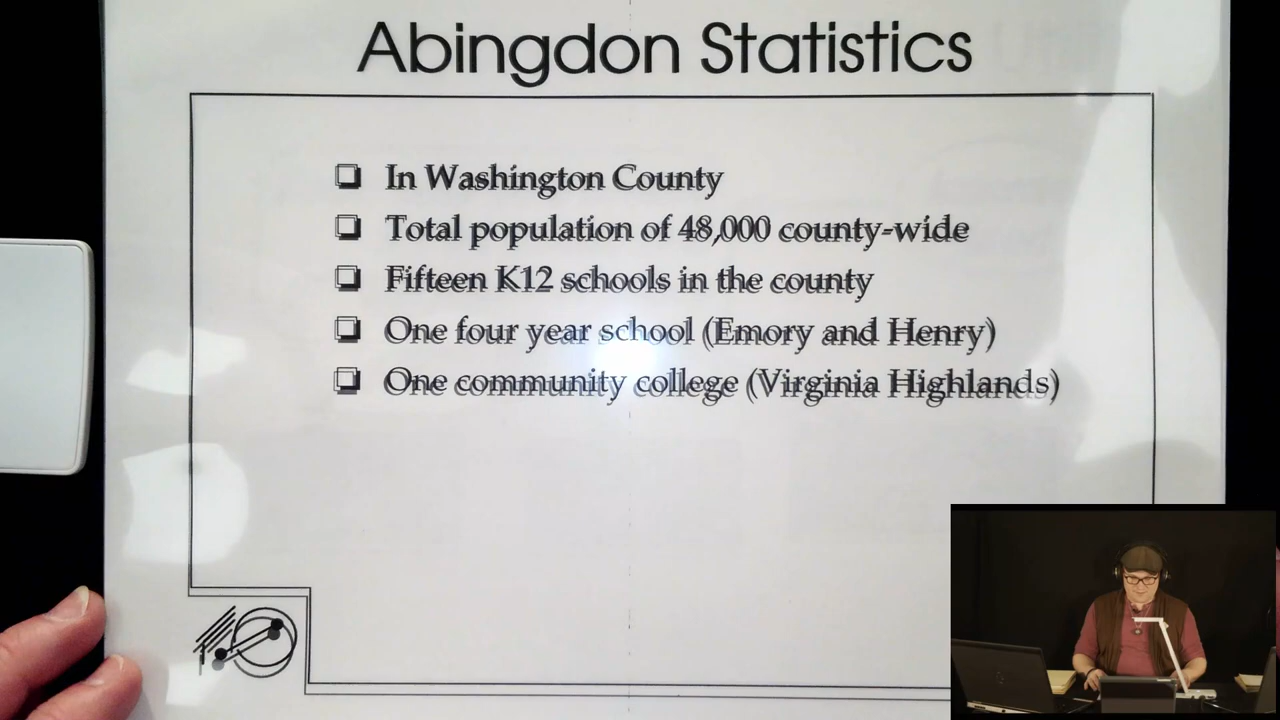 Abingdon Statistics
In Washington County
Total population of 48,000 county-wide
Fifteen K12 schools in the county
One four year school (Emory and Henry)
One community college (Virginia Highlands)